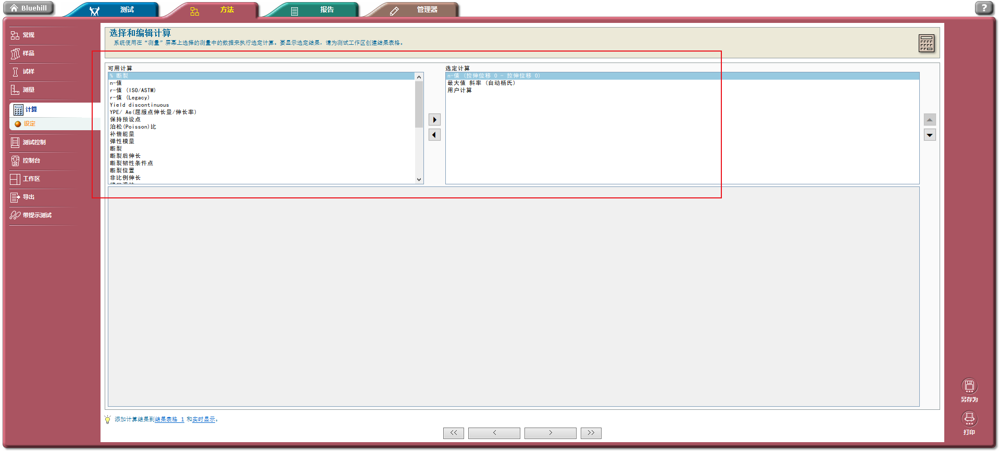 Bluehill
测试
方法
报告
管理器
?
常规
样品
试样
测量
计算
设定
测试控制
控制台
工作区
导出
带提示测试
选择和编辑计算
系统使用在“测量”屏幕上选择的测量中的数据来执行选定计算。要显示选定结果，请为测试工作区创建结果表格。
可用计算
% 断裂
n-值
r-值 (ISO/ASTM)
r-值 (Legacy)
Yield discontinuous
YPE/ Ae(屈服点伸长量/伸长率)
保持预设点
泊松(Poisson)比
补偿能量
弹性模量
断裂
断裂后伸长
断裂韧性条件点
断裂位置
非比例伸长
选定计算
n-值 (拉伸位移 0 - 拉伸位移 0)
最大值 斜率 (自动杨氏)
用户计算
添加计算结果到结果表格 1 和实时显示。
<<
<
>
>>
另存为
打印